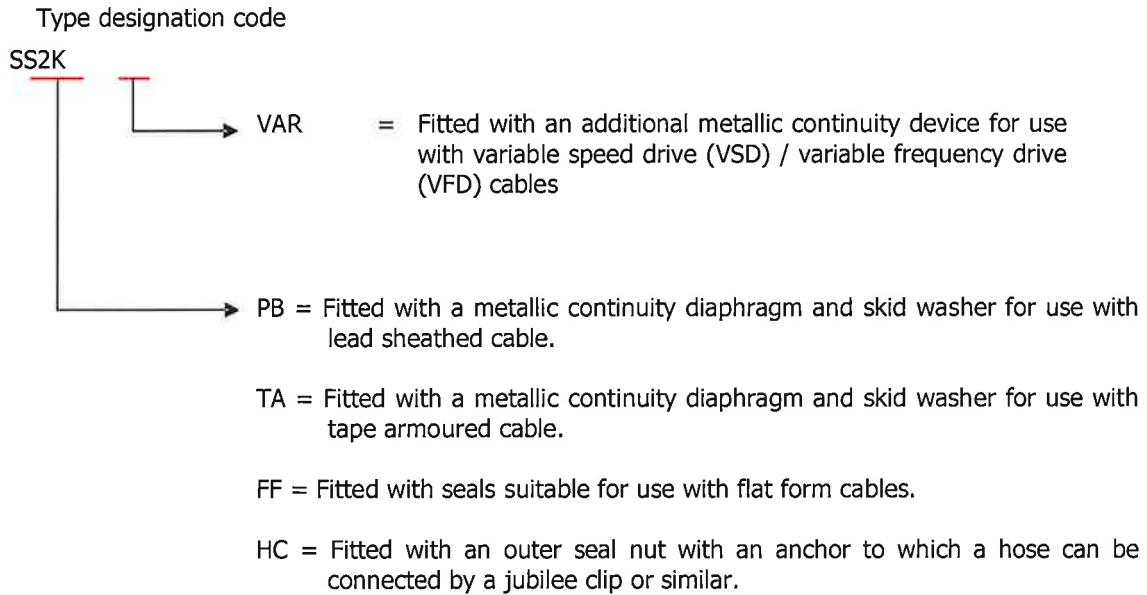 Type designation code
SS2K
VAR = Fitted with an additional metallic continuity device for use
with variable speed drive (VSD) / variable frequency drive
(VFD) cables
PB = Fitted with a metallic continuity diaphragm and skid washer for use with
lead sheathed cable.
TA = Fitted with a metallic continuity diaphragm and skid washer for use with
tape armoured cable.
FF = Fitted with seals suitable for use with flat form cables.
HC = Fitted with an outer seal nut with an anchor to which a hose can be
connected by a jubilee clip or similar.